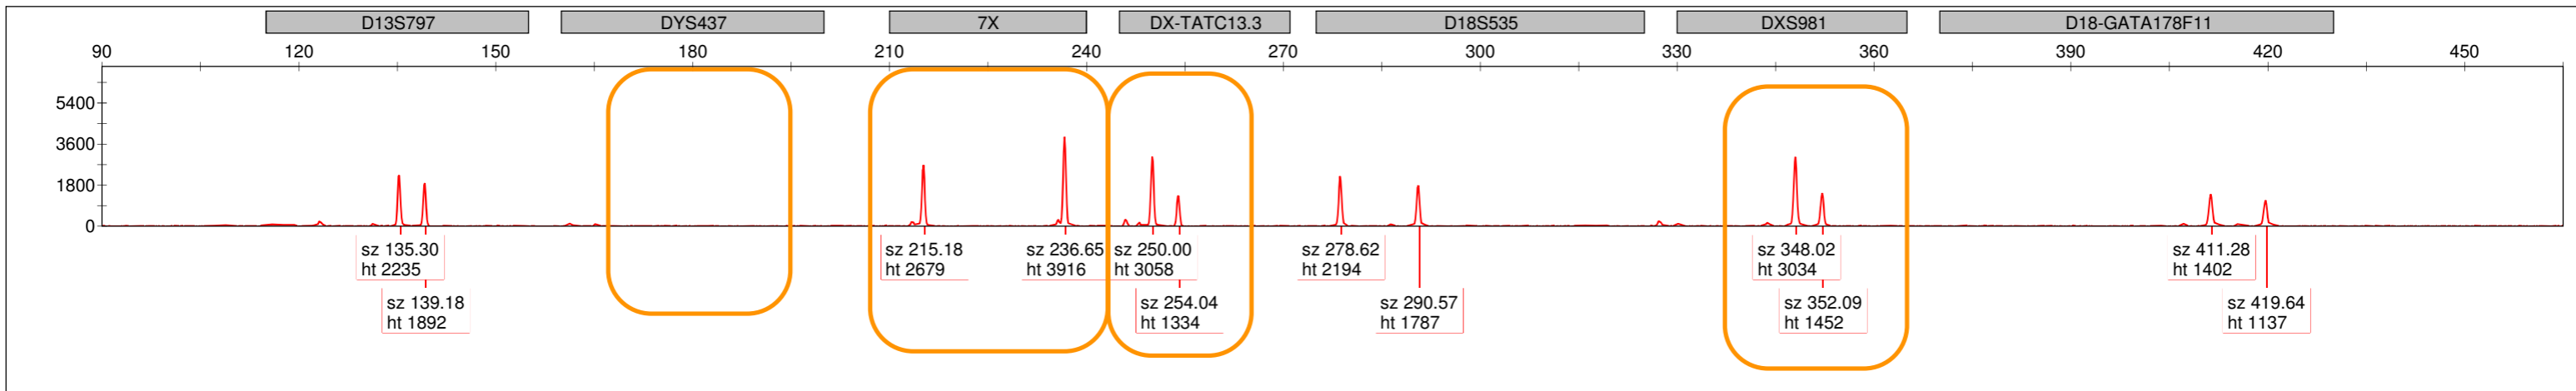 D13S797 DYS437 7X DX-TATC13.3 D18S535 DXS981 D18-GATA178F11
90 120 150 180 210 240 270 300 330 360 390 420 450
5400
3600
1800
0
sz 135.30 sz 215.18 sz 236.65 sz 250.00 sz 278.62 sz 348.02 sz 411.28
ht 2235 ht 2679 ht 3916 ht 3058 ht 2194 ht 3034 ht 1402
sz 139.18 sz 254.04 sz 290.57 sz 352.09 sz 419.64
ht 1892 ht 1334 ht 1787 ht 1452 ht 1137